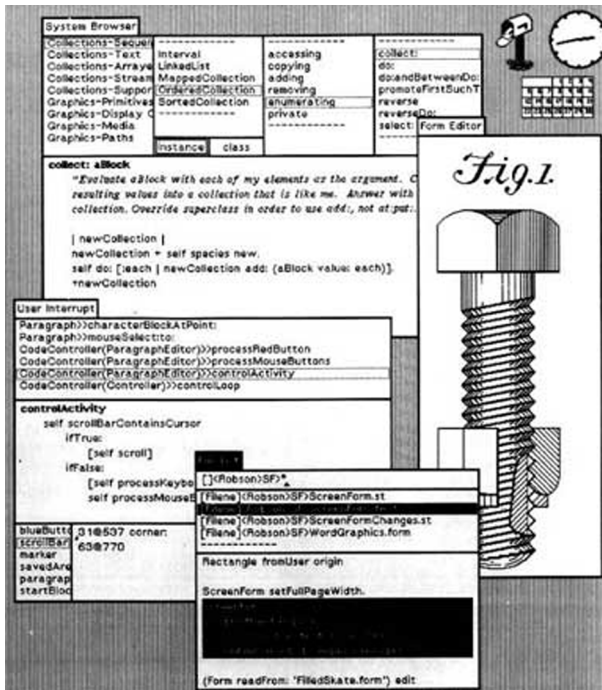 System Browser
Collections-Text
Collections-Arraye
Collections-Stream
Collections-Suppor
Graphics-Primitives
Graphics-Display
Graphics-Media
Graphics-Paths
------------
Interval
LinkedList
MappedCollection
OrderedCollection
SortedCollection
------------
instance class
------------
accessing
copying
adding
removing
enumerating
private
------------
------------
collect:
do:
do:andBetweenDo:
promoteFirstSuchT
reverse
reverseDo:
select:
Form Editor
Fig.1.
collect: aBlock
"Evaluate aBlock with each of my elements as the argument. C
resulting values into a collection that is like me. Answer with
collection. Override superclass in order to use add:, not at:put:.
| newCollection |
newCollection ← self species new.
self do: [:each | newCollection add: (aBlock value: each)].
↑newCollection
User Interrupt
Paragraph>>characterBlockAtPoint:
Paragraph>>mouseSelect:to:
CodeController(ParagraphEditor)>>processRedButton
CodeController(ParagraphEditor)>>processMouseButtons
CodeController(ParagraphEditor)>>controlActivity
CodeController(Controller)>>controlLoop
controlActivity
self scrollBarContainsCursor
ifTrue:
[self scroll]
ifFalse:
[self processKeybo
self processMouseB
blueButto
scrollBar
marker
savedAre
paragrap
startBloc
31@537 corner:
63@770
[]<Robson>SF>*
[Filene]<Robson>SF>ScreenForm.st
[Filene]<Robson>SF>ScreenFormChanges.st
[Filene]<Robson>SF>WordGraphics.form
------------
Rectangle fromUser origin
ScreenForm setFullPageWidth.
(Form readFrom: 'FilledSkate.form') edit